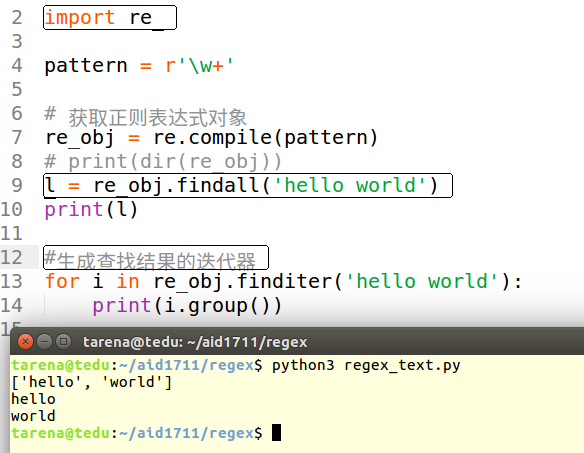 2 import re
3
4 pattern = r'\w+'
5
6 # 获取正则表达式对象
7 re_obj = re.compile(pattern)
8 # print(dir(re_obj))
9 l = re_obj.findall('hello world')
10 print(l)
11
12 #生成查找结果的迭代器
13 for i in re_obj.finditer('hello world'):
14     print(i.group())
15
tarena@tedu: ~/aid1711/regex
tarena@tedu:~/aid1711/regex$ python3 regex_text.py
['hello', 'world']
hello
world
tarena@tedu:~/aid1711/regex$